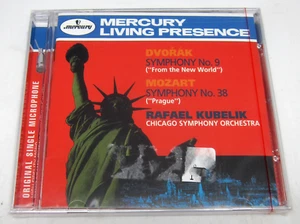 Mercury
MERCURY
LIVING PRESENCE
DVOŘÁK
SYMPHONY No. 9
("From the New World")
MOZART
SYMPHONY No. 38
("Prague")
RAFAEL KUBELIK
CHICAGO SYMPHONY ORCHESTRA
ORIGINAL SINGLE MICROPHONE